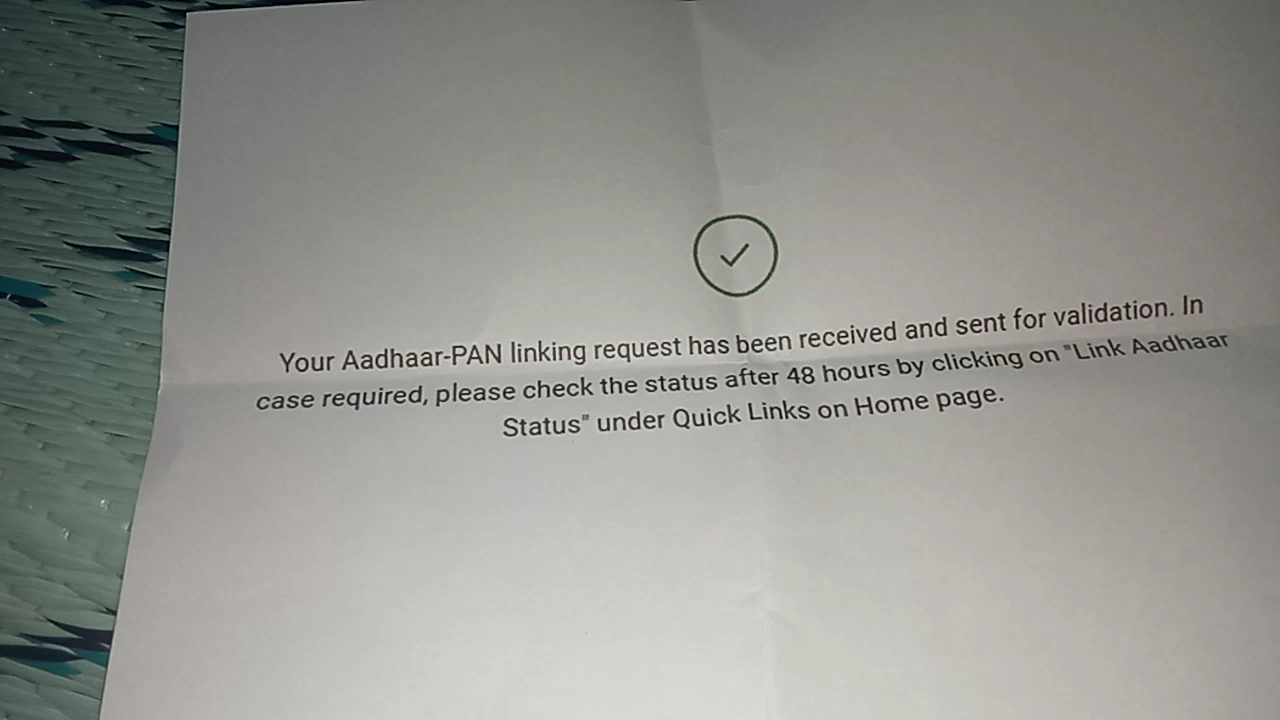 Your Aadhaar-PAN linking request has been received and sent for validation. In
case required, please check the status after 48 hours by clicking on "Link Aadhaar
Status" under Quick Links on Home page.